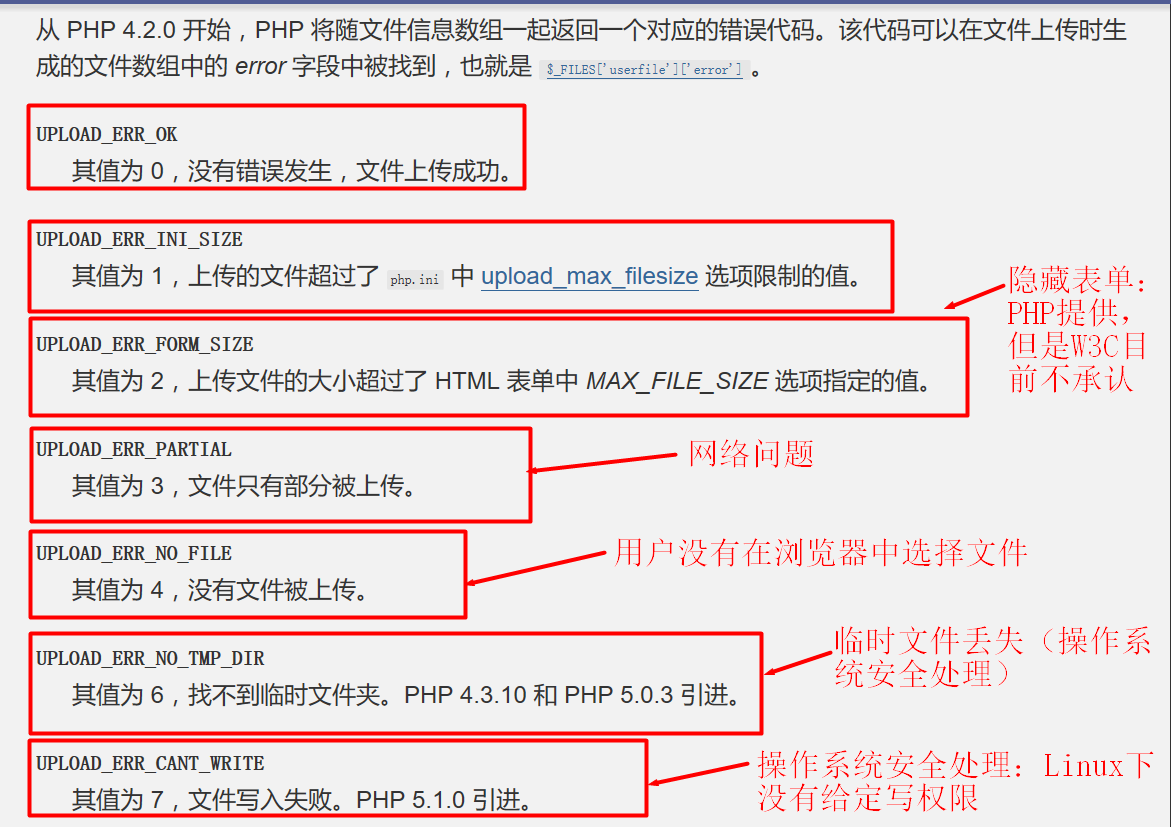 从 PHP 4.2.0 开始，PHP 将随文件信息数组一起返回一个对应的错误代码。该代码可以在文件上传时生
成的文件数组中的 error 字段中被找到，也就是 $_FILES['userfile']['error'] 。
UPLOAD_ERR_OK
其值为 0，没有错误发生，文件上传成功。
UPLOAD_ERR_INI_SIZE
其值为 1，上传的文件超过了 php.ini 中 upload_max_filesize 选项限制的值。
隐藏表单：
PHP提供，
但是W3C目
前不承认
UPLOAD_ERR_FORM_SIZE
其值为 2，上传文件的大小超过了 HTML 表单中 MAX_FILE_SIZE 选项指定的值。
UPLOAD_ERR_PARTIAL
网络问题
其值为 3，文件只有部分被上传。
UPLOAD_ERR_NO_FILE
用户没有在浏览器中选择文件
其值为 4，没有文件被上传。
UPLOAD_ERR_NO_TMP_DIR
临时文件丢失（操作系
统安全处理）
其值为 6，找不到临时文件夹。PHP 4.3.10 和 PHP 5.0.3 引进。
UPLOAD_ERR_CANT_WRITE
操作系统安全处理：Linux下
没有给定写权限
其值为 7，文件写入失败。PHP 5.1.0 引进。